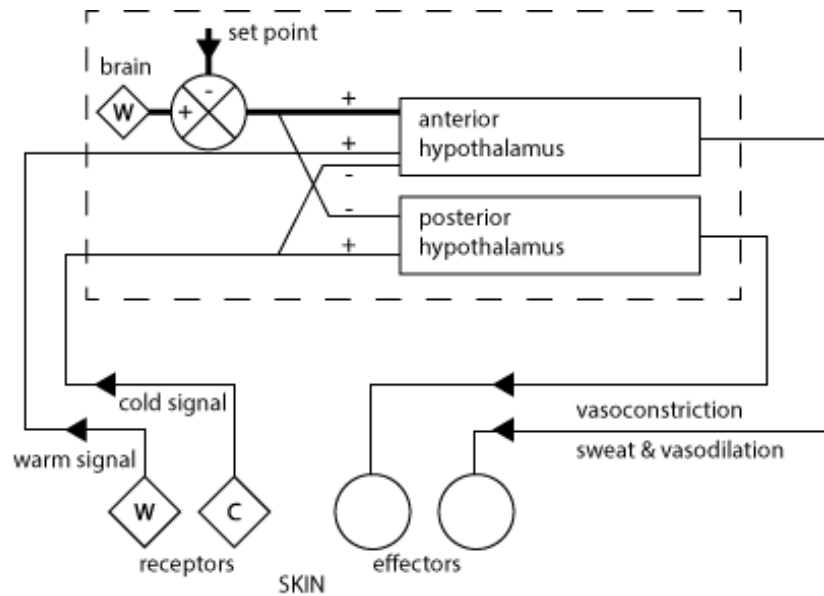 set point
brain
-
W
+
+
anterior
hypothalamus
+
-
-
posterior
hypothalamus
+
cold signal
vasoconstriction
warm signal
sweat & vasodilation
W
C
receptors
effectors
SKIN